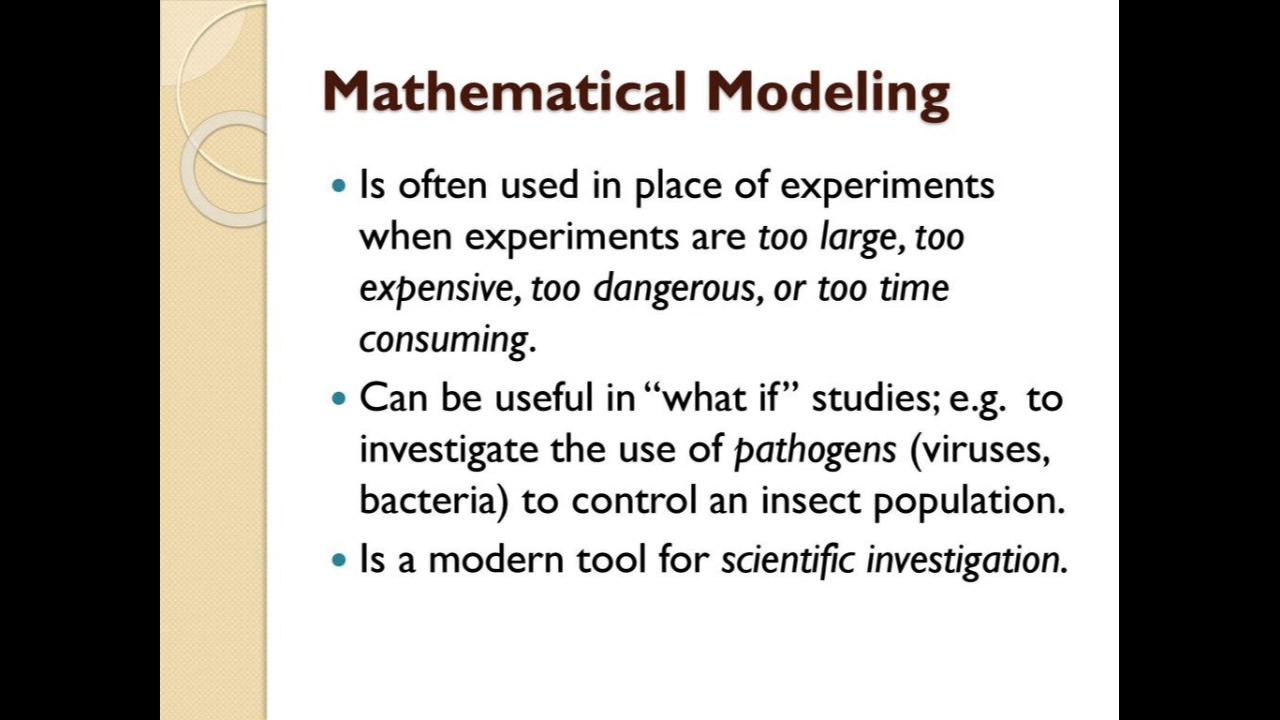 Mathematical Modeling
• Is often used in place of experiments
when experiments are too large, too
expensive, too dangerous, or too time
consuming.
• Can be useful in “what if” studies; e.g.  to
investigate the use of pathogens (viruses,
bacteria) to control an insect population.
• Is a modern tool for scientific investigation.